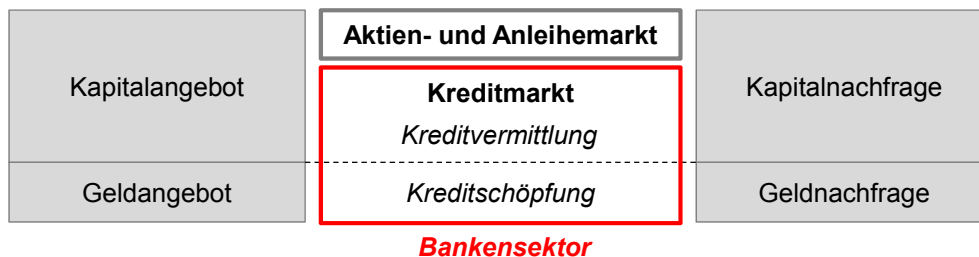 Aktien- und Anleihemarkt
Kapitalangebot
Kreditmarkt
Kapitalnachfrage
Kreditvermittlung
Geldangebot
Kreditschöpfung
Geldnachfrage
Bankensektor